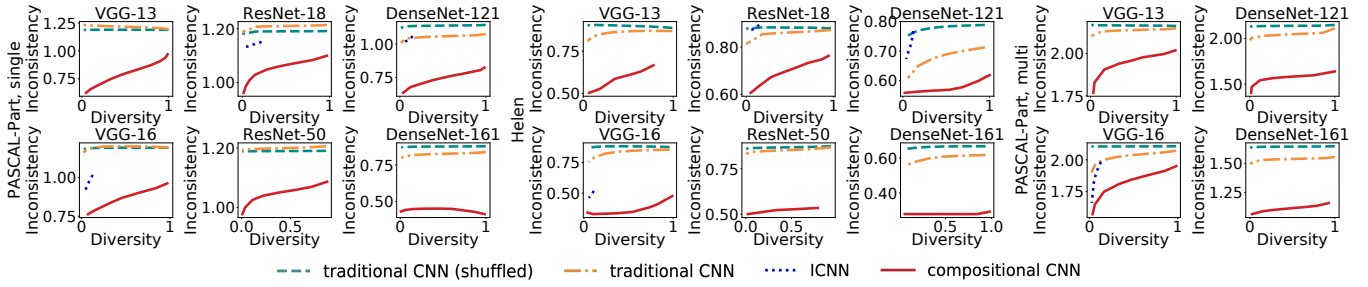 VGG-13 ResNet-18 DenseNet-121 VGG-13 ResNet-18 DenseNet-121 VGG-13 DenseNet-121
PASCAL-Part, single
Inconsistency
1.25
1.00
0.75
0 1
Diversity
Inconsistency
1.20
1.00
0 1
Diversity
Inconsistency
1.00
0.75
0 1
Diversity
Helen
Inconsistency
0.75
0.50
0 1
Diversity
Inconsistency
0.80
0.60
0 1
Diversity
Inconsistency
0.80
0.70
0.60
0 1
Diversity
PASCAL-Part, multi
Inconsistency
2.00
1.75
0 1
Diversity
Inconsistency
2.00
1.50
0 1
Diversity
VGG-16 ResNet-50 DenseNet-161 VGG-16 ResNet-50 DenseNet-161 VGG-16 DenseNet-161
Inconsistency
1.00
0.75
0 1
Diversity
Inconsistency
1.20
1.00
0.0 0.5
Diversity
Inconsistency
0.75
0.50
0 1
Diversity
Inconsistency
0.75
0.50
0 1
Diversity
Inconsistency
0.75
0.50
0.0 0.5
Diversity
Inconsistency
0.60
0.40
0.5 1.0
Diversity
Inconsistency
2.00
1.75
0 1
Diversity
Inconsistency
1.50
1.25
0 1
Diversity
traditional CNN (shuffled) traditional CNN ICNN compositional CNN